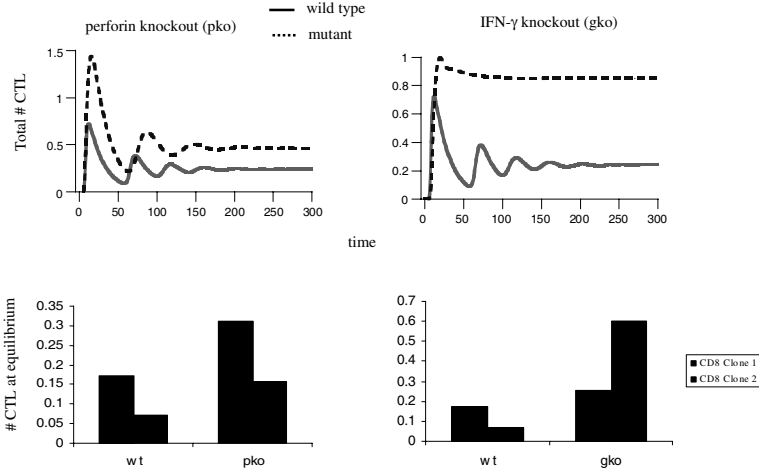 perforin knockout (pko)
wild type
mutant
IFN-γ knockout (gko)
Total # CTL
1.5
1
0.5
0
0 50 100 150 200 250 300
1
0.8
0.6
0.4
0.2
0
0 50 100 150 200 250 300
time
# CTL at equilibrium
0.35
0.3
0.25
0.2
0.15
0.1
0.05
0
wt pko
0.7
0.6
0.5
0.4
0.3
0.2
0.1
0
wt gko
CD8 Clone 1
CD8 Clone 2